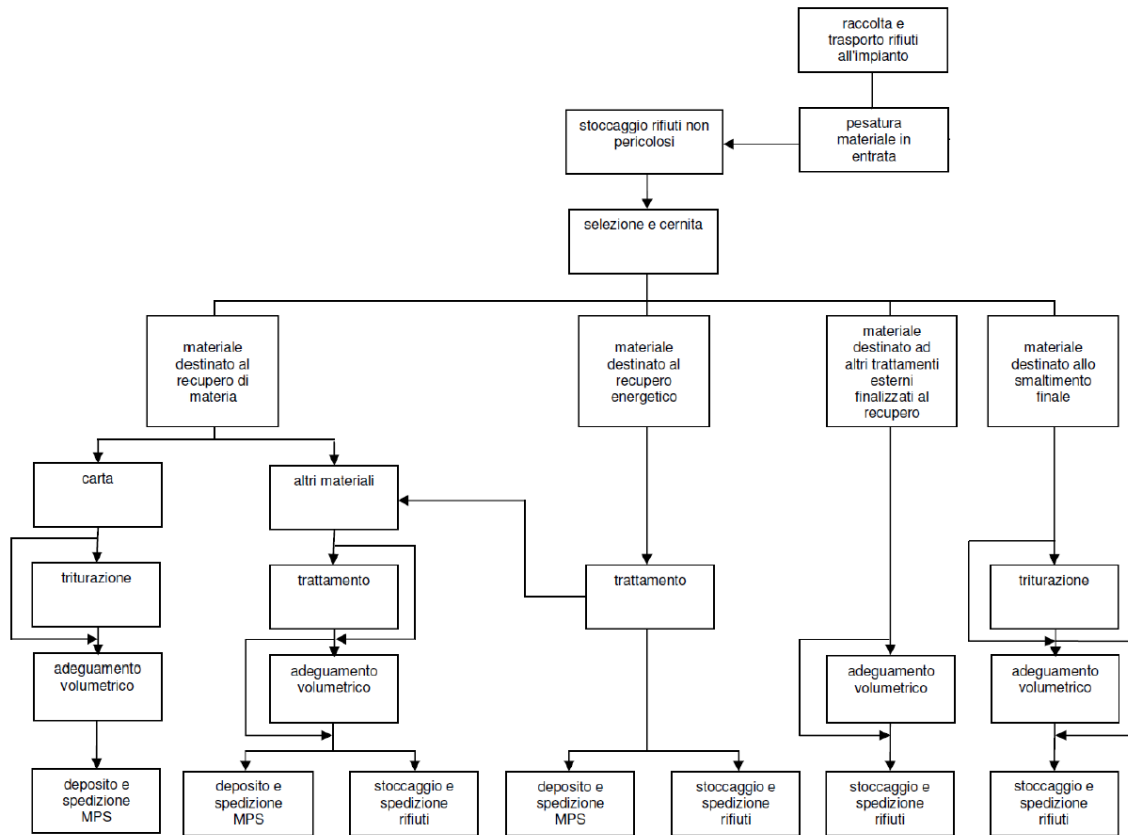 raccolta e
trasporto rifiuti
all'impianto
stoccaggio rifiuti non
pericolosi
pesatura
materiale in
entrata
selezione e cernita
materiale
destinato al
recupero di
materia
materiale
destinato al
recupero
energetico
materiale
destinato ad
altri trattamenti
esterni
finalizzati al
recupero
materiale
destinato allo
smaltimento
finale
carta
altri materiali
triturazione
trattamento
trattamento
triturazione
adeguamento
volumetrico
adeguamento
volumetrico
adeguamento
volumetrico
adeguamento
volumetrico
deposito e
spedizione
MPS
deposito e
spedizione
MPS
stoccaggio e
spedizione
rifiuti
deposito e
spedizione
MPS
stoccaggio e
spedizione
rifiuti
stoccaggio e
spedizione
rifiuti
stoccaggio e
spedizione
rifiuti